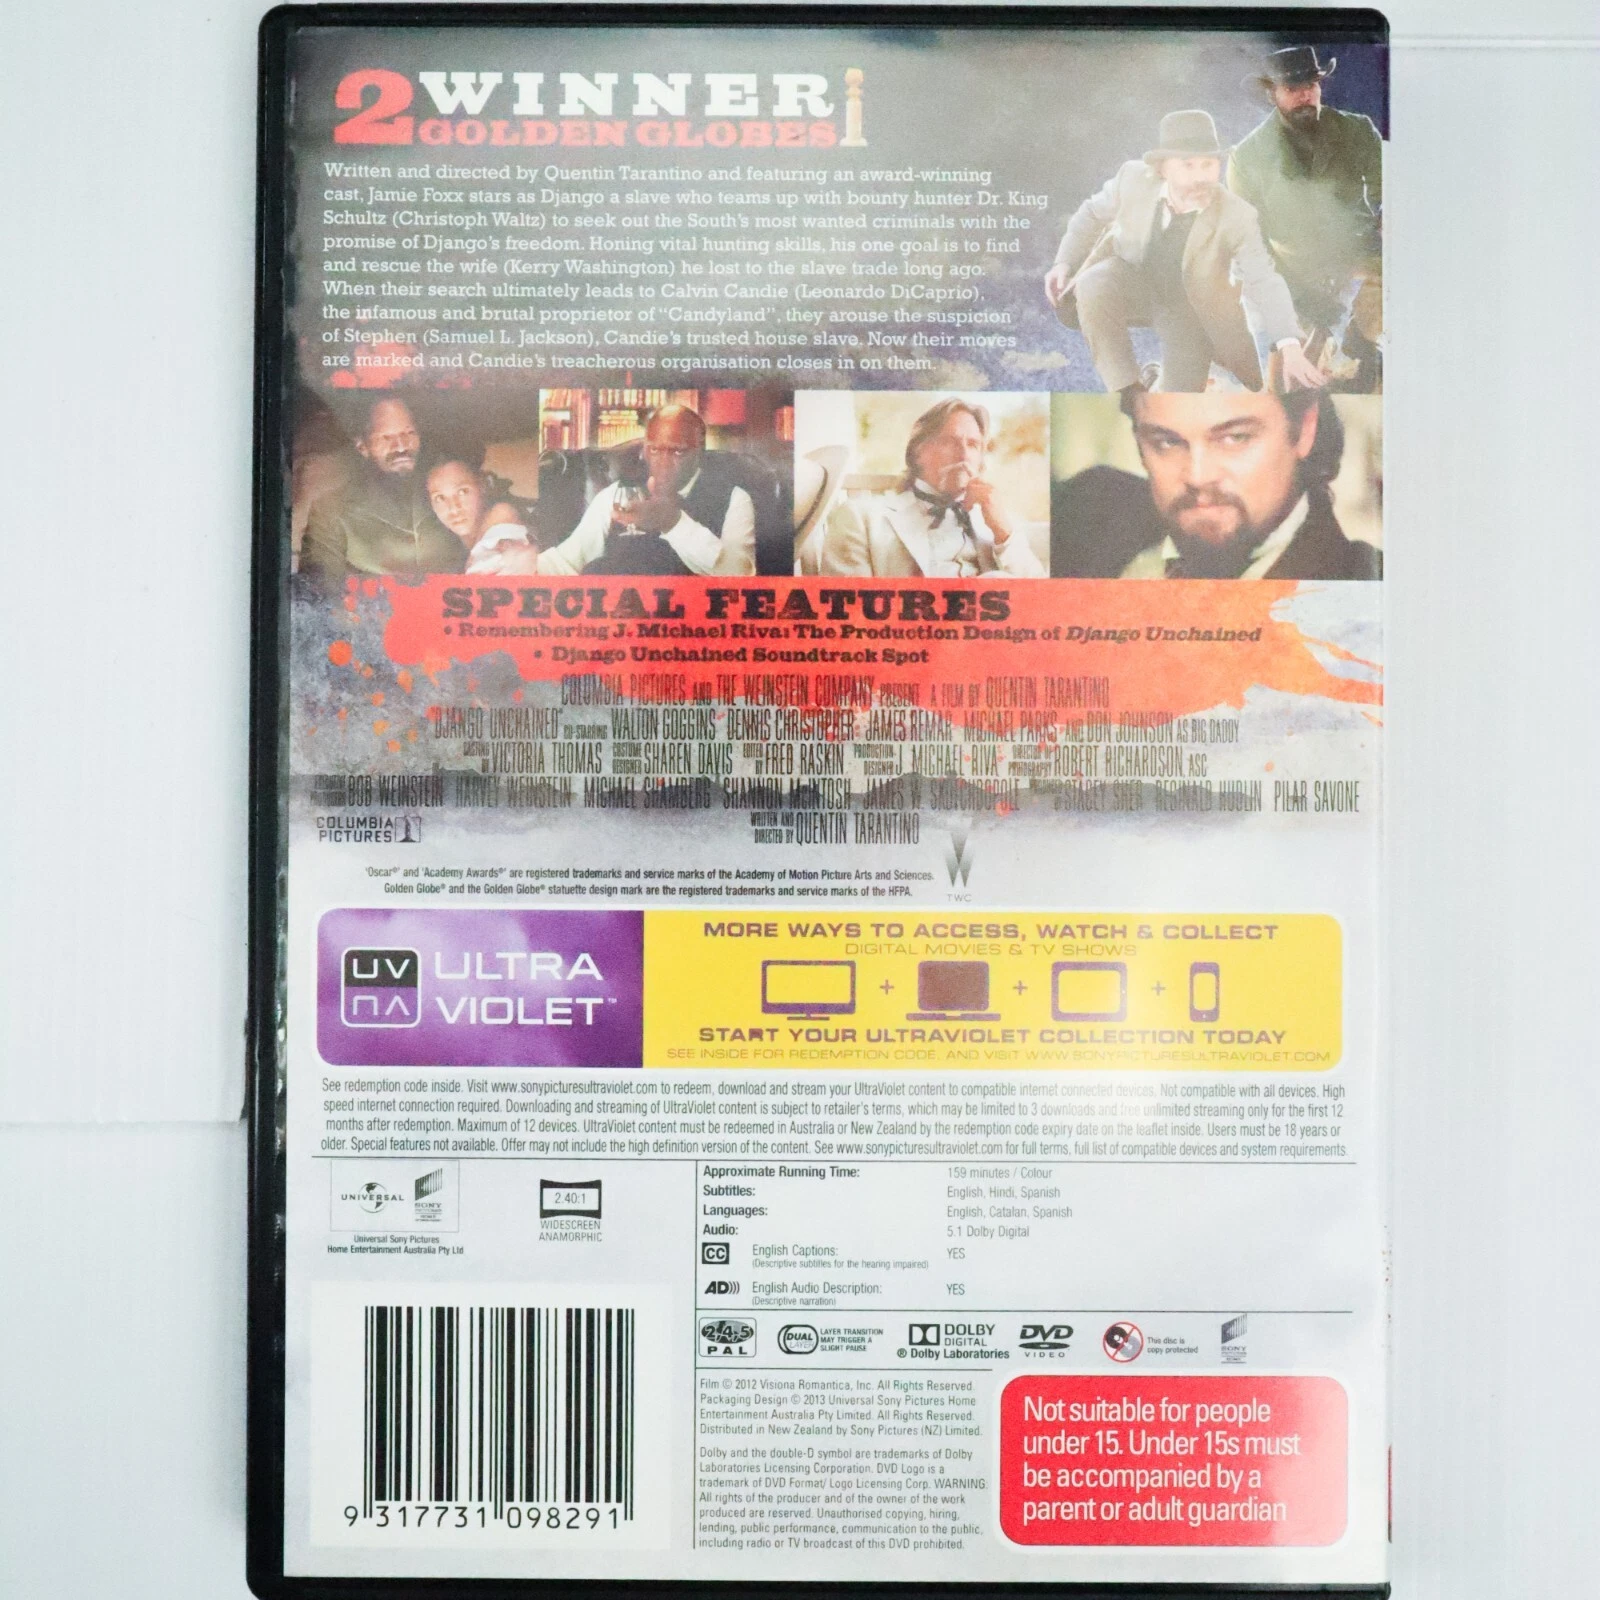 2 WINNER
GOLDEN GLOBES
Written and directed by Quentin Tarantino and featuring an award-winning
cast, Jamie Foxx stars as Django a slave who teams up with bounty hunter Dr. King
Schultz (Christoph Waltz) to seek out the South's most wanted criminals with the
promise of Django's freedom. Honing vital hunting skills, his one goal is to find
and rescue the wife (Kerry Washington) he lost to the slave trade long ago.
When their search ultimately leads to Calvin Candie (Leonardo DiCaprio),
the infamous and brutal proprietor of "Candyland", they arouse the suspicion
of Stephen (Samuel L. Jackson), Candie's trusted house slave. Now their moves
are marked and Candie's treacherous organisation closes in on them.
SPECIAL FEATURES
• Remembering J. Michael Riva: The Production Design of Django Unchained
• Django Unchained Soundtrack Spot
COLUMBIA PICTURES AND THE WEINSTEIN COMPANY PRESENT A FILM BY QUENTIN TARANTINO
"DJANGO UNCHAINED" CO-STARRING WALTON GOGGINS DENNIS CHRISTOPHER JAMES REMAR MICHAEL PARKS AND DON JOHNSON AS BIG DADDY
CASTING BY VICTORIA THOMAS COSTUME DESIGNER SHAREN DAVIS EDITED BY FRED RASKIN PRODUCTION DESIGNER J. MICHAEL RIVA DIRECTOR OF PHOTOGRAPHY ROBERT RICHARDSON, ASC
BOB WEINSTEIN HARVEY WEINSTEIN MICHAEL SHAMBERG SHANNON McINTOSH JAMES W. SKOTCHDOPOLE STACEY SHER REGINALD HUDLIN PILAR SAVONE
WRITTEN AND DIRECTED BY QUENTIN TARANTINO
COLUMBIA
PICTURES
TWC
'Oscar®' and 'Academy Awards®' are registered trademarks and service marks of the Academy of Motion Picture Arts and Sciences.
Golden Globe® and the Golden Globe® statuette design mark are the registered trademarks and service marks of the HFPA.
UV
ULTRA
VIOLET™
MORE WAYS TO ACCESS, WATCH & COLLECT
DIGITAL MOVIES & TV SHOWS
+ + +
START YOUR ULTRAVIOLET COLLECTION TODAY
SEE INSIDE FOR REDEMPTION CODE, AND VISIT WWW.SONYPICTURESULTRAVIOLET.COM
See redemption code inside. Visit www.sonypicturesultraviolet.com to redeem, download and stream your UltraViolet content to compatible internet connected devices. Not compatible with all devices. High
speed internet connection required. Downloading and streaming of UltraViolet content is subject to retailer's terms, which may be limited to 3 downloads and free unlimited streaming only for the first 12
months after redemption. Maximum of 12 devices. UltraViolet content must be redeemed in Australia or New Zealand by the redemption code expiry date on the leaflet inside. Users must be 18 years or
older. Special features not available. Offer may not include the high definition version of the content. See www.sonypicturesultraviolet.com for full terms, full list of compatible devices and system requirements.
UNIVERSAL
SONY
Universal Sony Pictures
Home Entertainment Australia Pty Ltd
2.40:1
WIDESCREEN
ANAMORPHIC
Approximate Running Time: 159 minutes / Colour
Subtitles: English, Hindi, Spanish
Languages: English, Catalan, Spanish
Audio: 5.1 Dolby Digital
CC English Captions: YES
(Descriptive subtitles for the hearing impaired)
AD))) English Audio Description: YES
(Descriptive narration)
2-4-5
PAL
DUAL
LAYER
LAYER TRANSITION
MAY TRIGGER A
SLIGHT PAUSE
DOLBY
DIGITAL
® Dolby Laboratories
DVD
VIDEO
This disc is
copy protected
SONY
Film © 2012 Visiona Romantica, Inc. All Rights Reserved.
Packaging Design © 2013 Universal Sony Pictures Home
Entertainment Australia Pty Limited. All Rights Reserved.
Distributed in New Zealand by Sony Pictures (NZ) Limited.
Dolby and the double-D symbol are trademarks of Dolby
Laboratories Licensing Corporation. DVD Logo is a
trademark of DVD Format/ Logo Licensing Corp. WARNING:
All rights of the producer and of the owner of the work
produced are reserved. Unauthorised copying, hiring,
lending, public performance, communication to the public,
including radio or TV broadcast of this DVD prohibited.
Not suitable for people
under 15. Under 15s must
be accompanied by a
parent or adult guardian
9 317731 098291